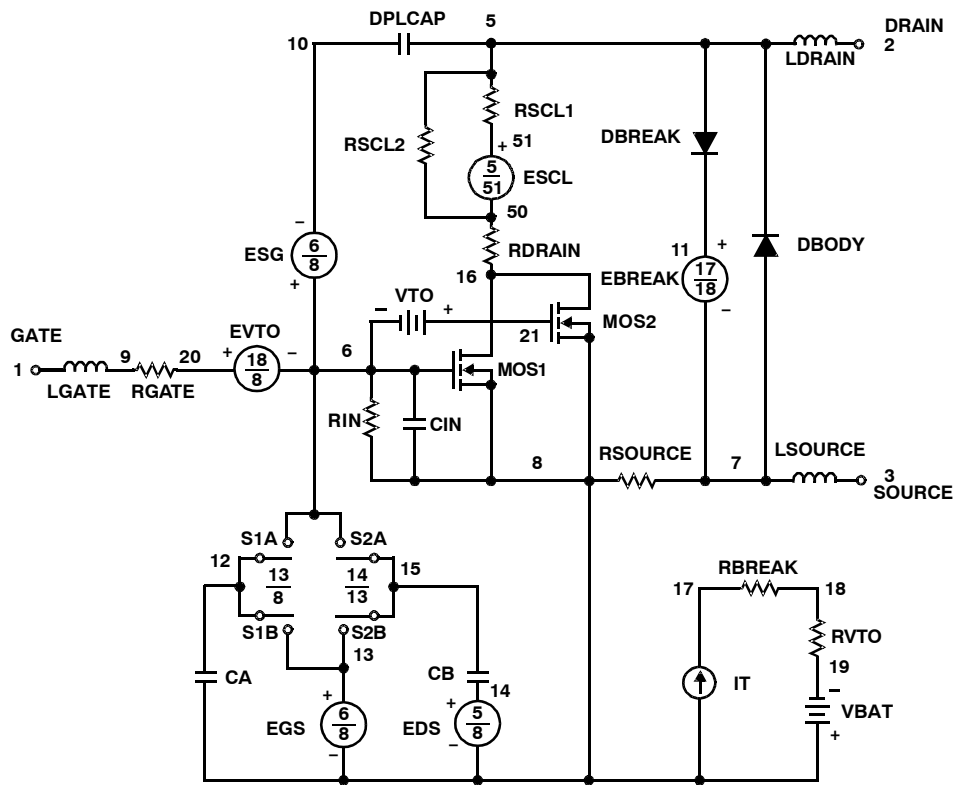 DPLCAP
5
10
DRAIN
2
LDRAIN
RSCL1
RSCL2
+ 51
DBREAK
5
51
ESCL
50
−
ESG
6
8
+
RDRAIN
DBODY
16
11
+
EBREAK
17
18
−
− VTO +
MOS2
21
GATE
1
9
20
LGATE
RGATE
EVTO
+
18
8
−
6
MOS1
RIN
CIN
8
RSOURCE
7
LSOURCE
3
SOURCE
S1A
S2A
12
13
8
14
13
15
S1B
S2B
13
CA
CB
14
+
EGS
6
8
−
+
EDS
5
8
−
RBREAK
17
18
RVTO
19
IT
−
VBAT
+